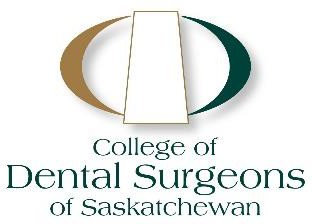 College of
Dental Surgeons
of Saskatchewan